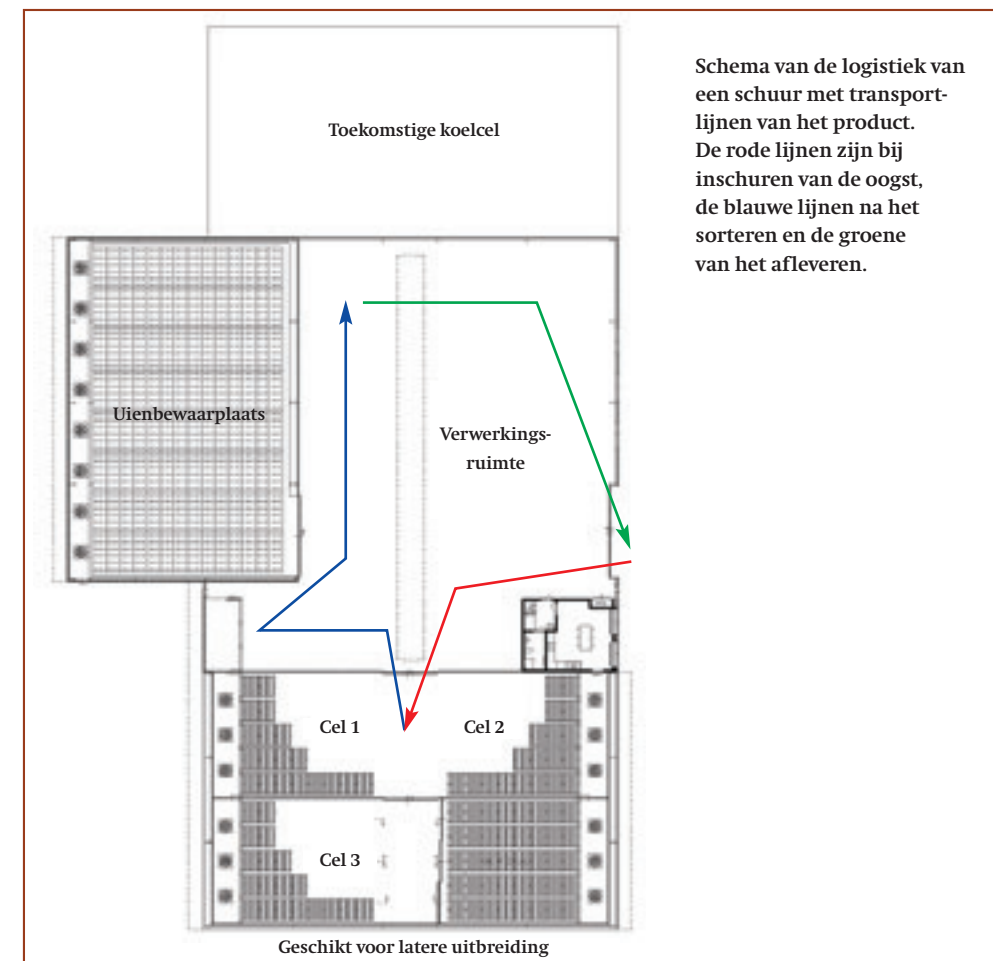 Schema van de logistiek van
een schuur met transport-
lijnen van het product.
De rode lijnen zijn bij
inschuren van de oogst,
de blauwe lijnen na het
sorteren en de groene
van het afleveren.
Toekomstige koelcel
Uienbewaarplaats
Verwerkings-
ruimte
Cel 1
Cel 2
Cel 3
Geschikt voor latere uitbreiding